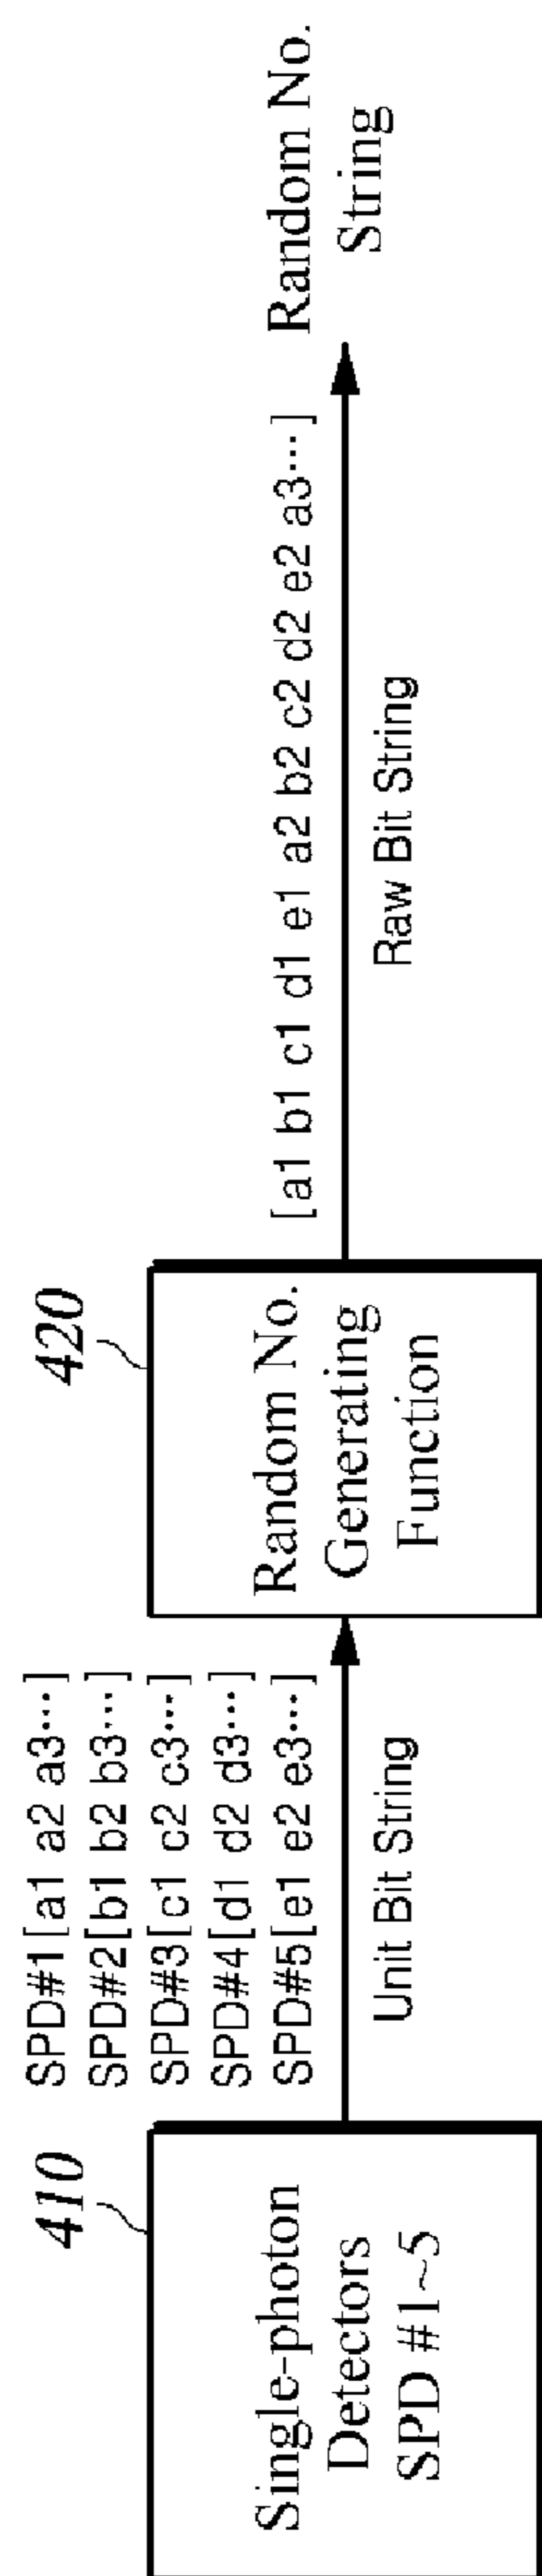 410
Single-photon
Detectors
SPD #1~5
SPD#1[a1 a2 a3···]
SPD#2[b1 b2 b3···]
SPD#3[c1 c2 c3···]
SPD#4[d1 d2 d3···]
SPD#5[e1 e2 e3···]
Unit Bit String
420
Random No.
Generating
Function
[a1 b1 c1 d1 e1 a2 b2 c2 d2 e2 a3···]
Raw Bit String
Random No.
String